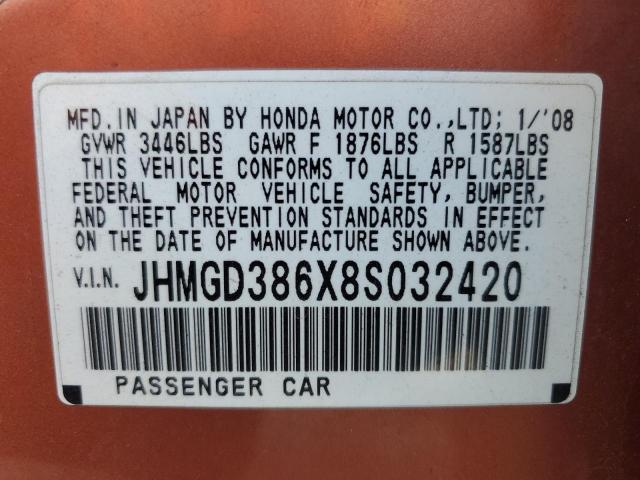 MFD. IN JAPAN BY HONDA MOTOR CO.,LTD; 1/'08
GVWR 3446LBS GAWR F 1876LBS R 1587LBS
THIS VEHICLE CONFORMS TO ALL APPLICABLE
FEDERAL MOTOR VEHICLE SAFETY, BUMPER,
AND THEFT PREVENTION STANDARDS IN EFFECT
ON THE DATE OF MANUFACTURE SHOWN ABOVE.
V.I.N. JHMGD386X8S032420
PASSENGER CAR